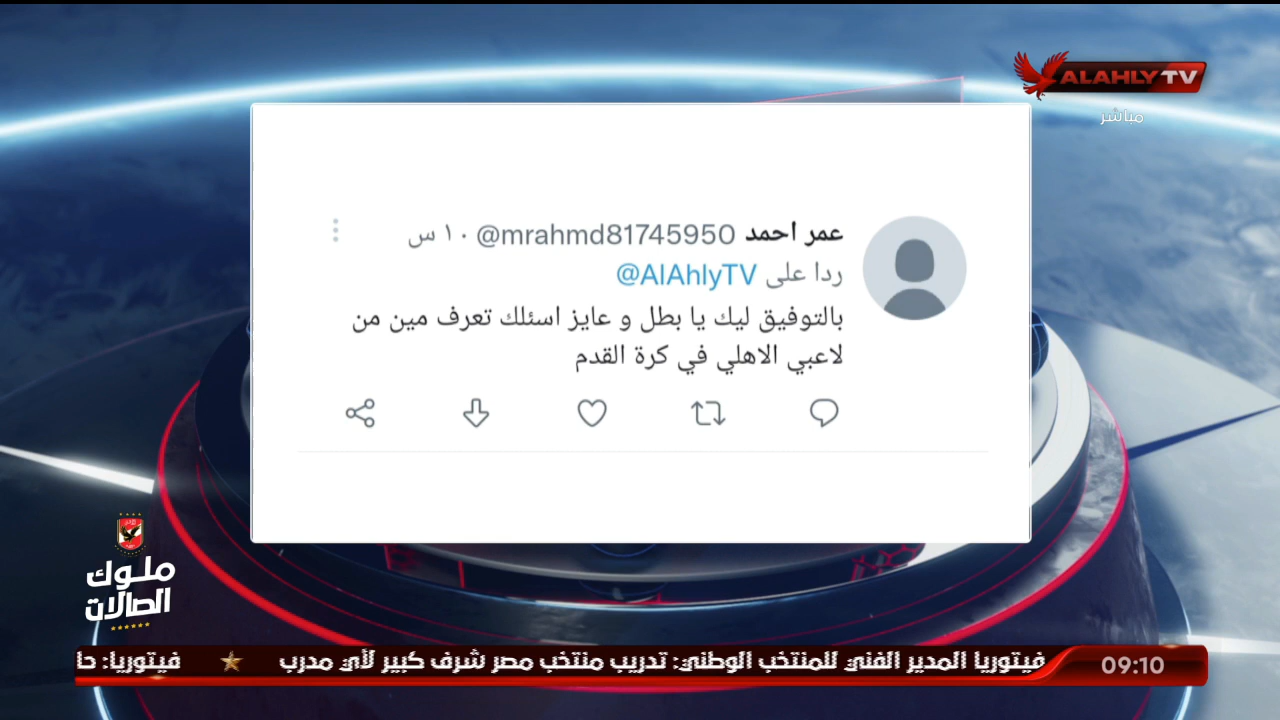 ALAHLY TV
مباشر
عمر احمد @mrahmd81745950 · ١٠ س
ردا على @AlAhlyTV
بالتوفيق ليك يا بطل و عايز اسئلك تعرف مين من
لاعبي الاهلي في كرة القدم
ملوك
الصالات
فيتوريا المدير الفني للمنتخب الوطني: تدريب منتخب مصر شرف كبير لأي مدرب فيتوريا: حا
09:10